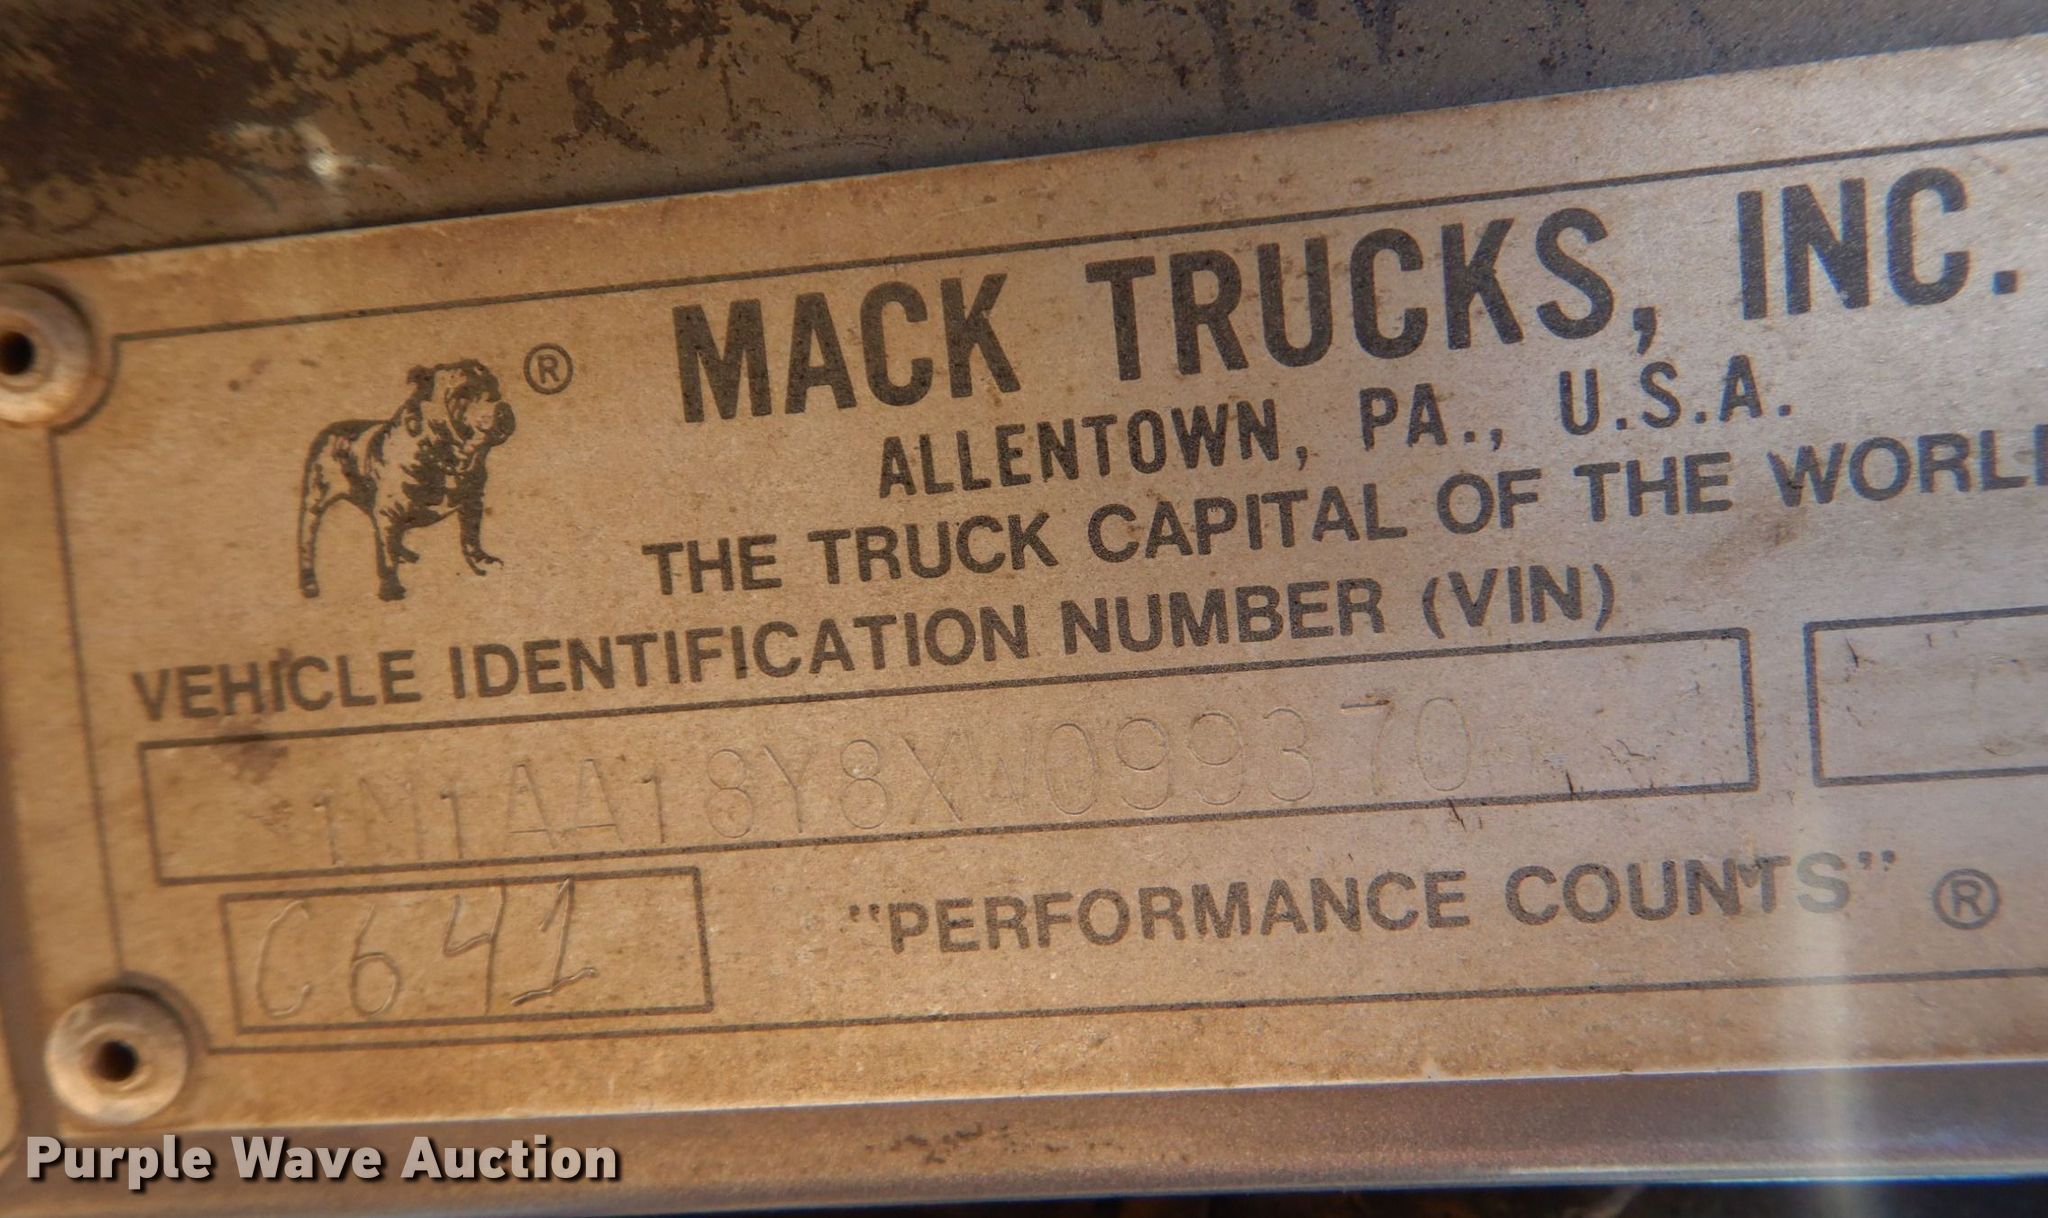 ® MACK TRUCKS, INC.
ALLENTOWN, PA., U.S.A.
THE TRUCK CAPITAL OF THE WORL
VEHICLE IDENTIFICATION NUMBER (VIN)
1M1AA18Y8XW099370
C641
"PERFORMANCE COUNTS" ®
Purple Wave Auction